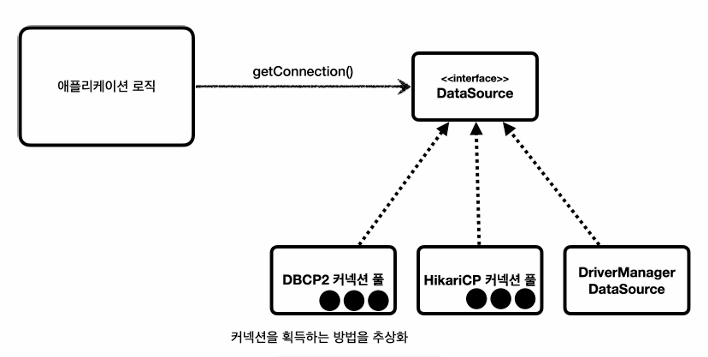 애플리케이션 로직
getConnection()
<<interface>>
DataSource
DBCP2 커넥션 풀
HikariCP 커넥션 풀
DriverManager
DataSource
커넥션을 획득하는 방법을 추상화